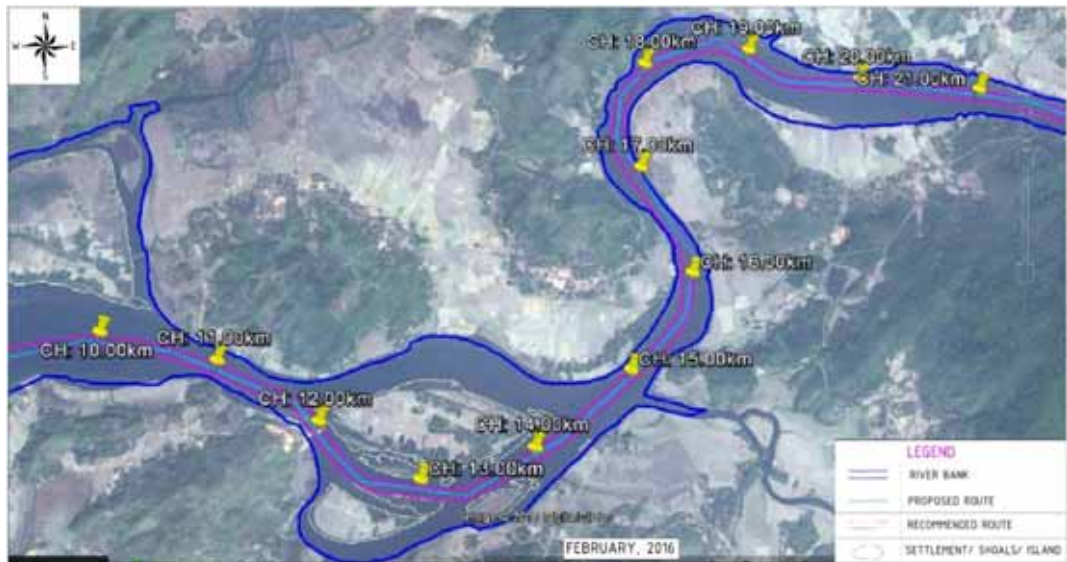 N
W E
S
CH: 18.00km
CH: 19.00km
CH: 20.00km
CH: 21.00km
CH: 17.00km
CH: 16.00km
CH: 11.00km
CH: 10.00km
CH: 15.00km
CH: 12.00km
CH: 14.00km
CH: 13.00km
LEGEND
RIVER BANK
PROPOSED ROUTE
RECOMMENDED ROUTE
SETTLEMENT/ SHOALS/ ISLAND
FEBRUARY, 2016